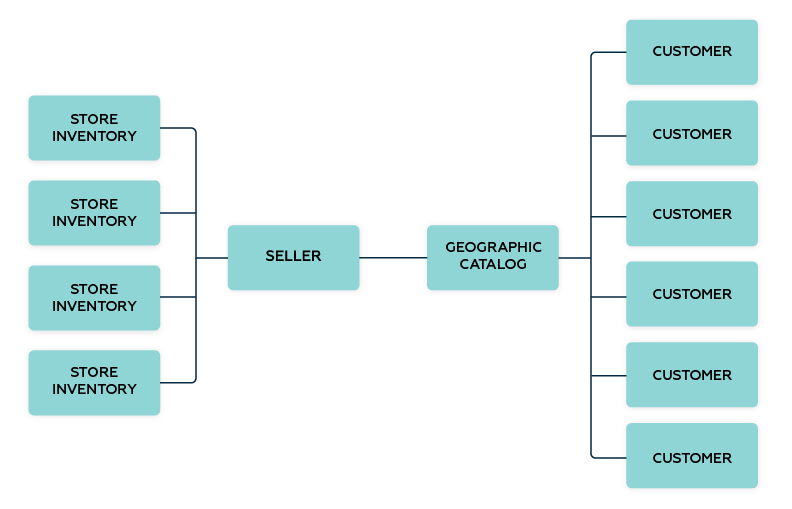 STORE
INVENTORY
STORE
INVENTORY
STORE
INVENTORY
STORE
INVENTORY
SELLER
GEOGRAPHIC
CATALOG
CUSTOMER
CUSTOMER
CUSTOMER
CUSTOMER
CUSTOMER
CUSTOMER